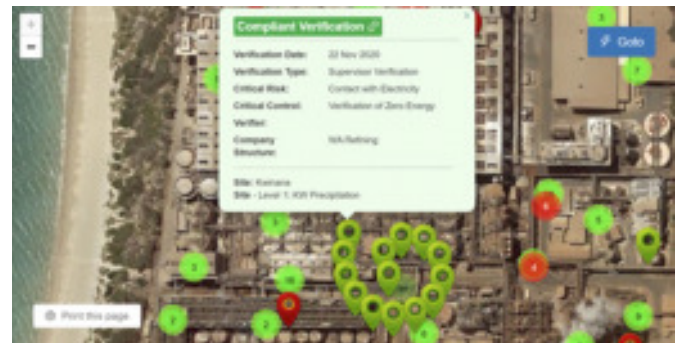 Compliant Verification
Verification Date: 22 Nov 2020
Verification Type: Supervisor Verification
Critical Risk: Contact with Electricity
Critical Control: Verification of Zero Energy
Verifier:
Company Structure: WA Refining
Site: Kwinana
Site - Level 1: KWI Precipitation
Goto
Print this page